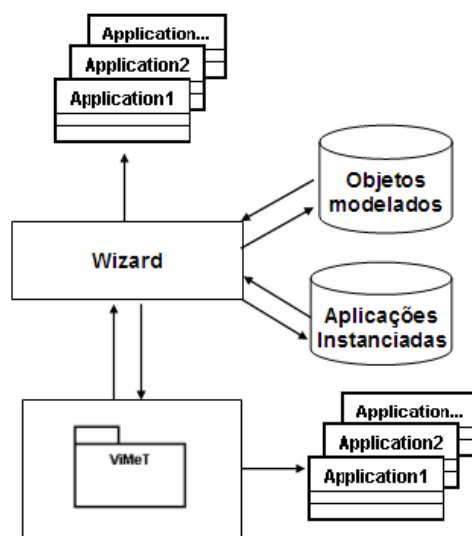 Application...
Application2
Application1
Objetos
modelados
Wizard
Aplicações
Instanciadas
ViMeT
Application...
Application2
Application1